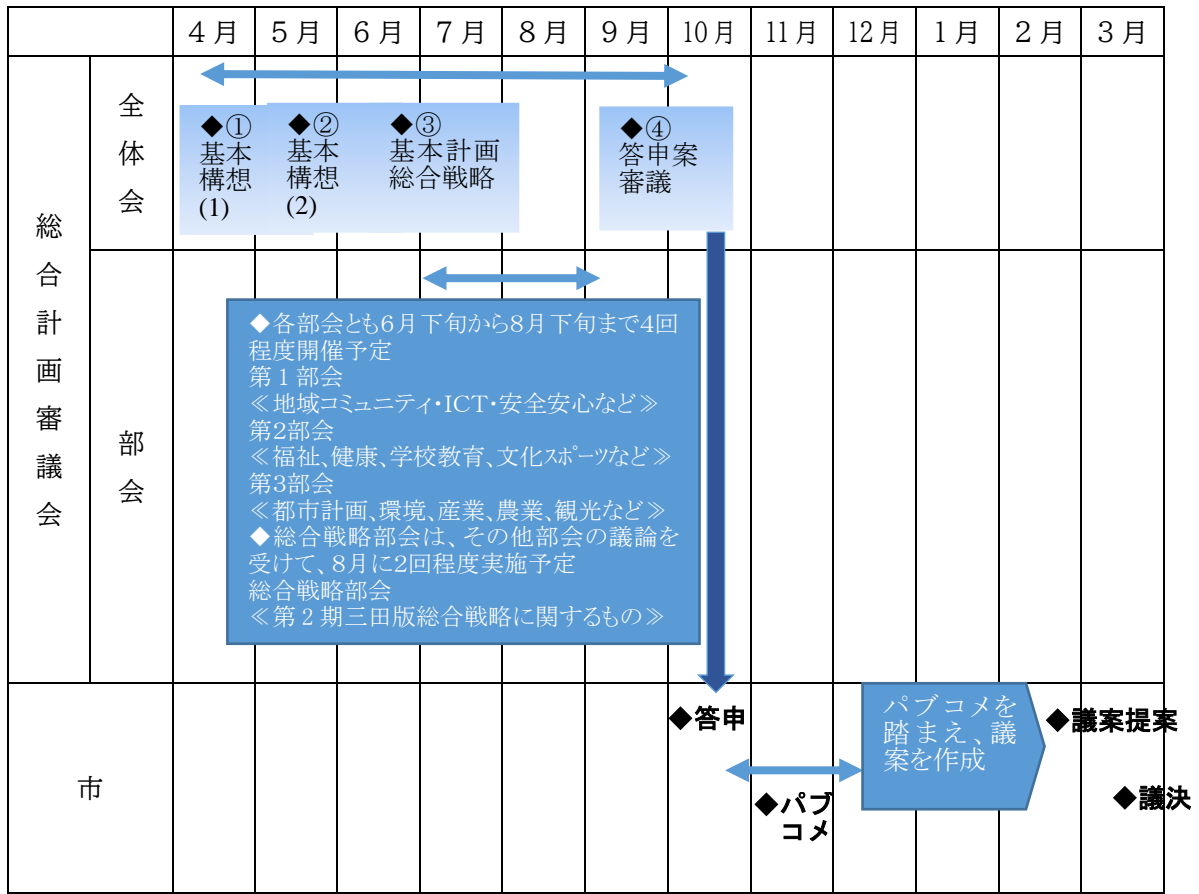 ４月 ５月 ６月 ７月 ８月 ９月 10月 11月 12月 １月 ２月 ３月
総合計画審議会
全体会
◆①
基本
構想
(1)
◆②
基本
構想
(2)
◆③
基本計画
総合戦略
◆④
答申案
審議
部会
◆各部会とも6月下旬から8月下旬まで4回
程度開催予定
第１部会
≪地域コミュニティ・ICT・安全安心など≫
第2部会
≪福祉、健康、学校教育、文化スポーツなど≫
第3部会
≪都市計画、環境、産業、農業、観光など≫
◆総合戦略部会は、その他部会の議論を
受けて、8月に2回程度実施予定
総合戦略部会
≪第２期三田版総合戦略に関するもの≫
市
◆答申
◆パブ
コメ
パブコメを
踏まえ、議
案を作成
◆議案提案
◆議決